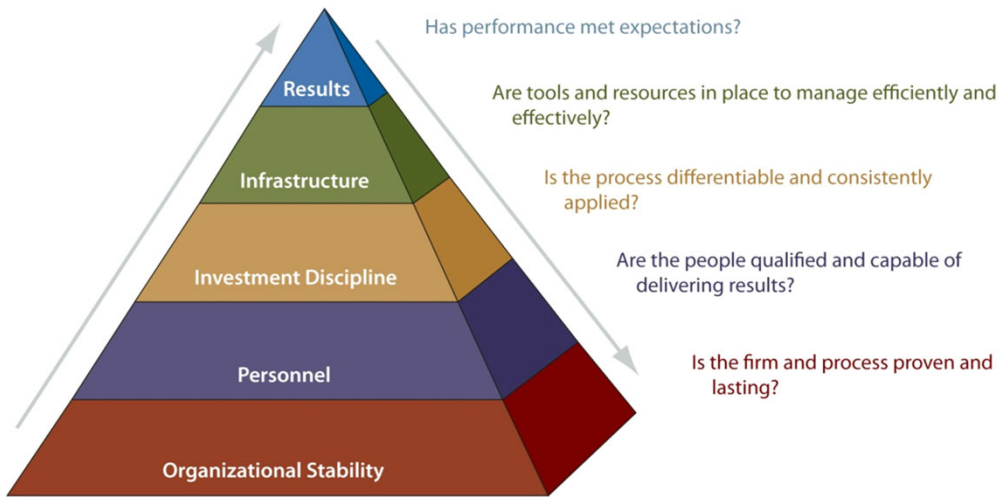 Has performance met expectations?
Results
Are tools and resources in place to manage efficiently and
effectively?
Infrastructure
Is the process differentiable and consistently
applied?
Investment Discipline
Are the people qualified and capable of
delivering results?
Personnel
Is the firm and process proven and
lasting?
Organizational Stability